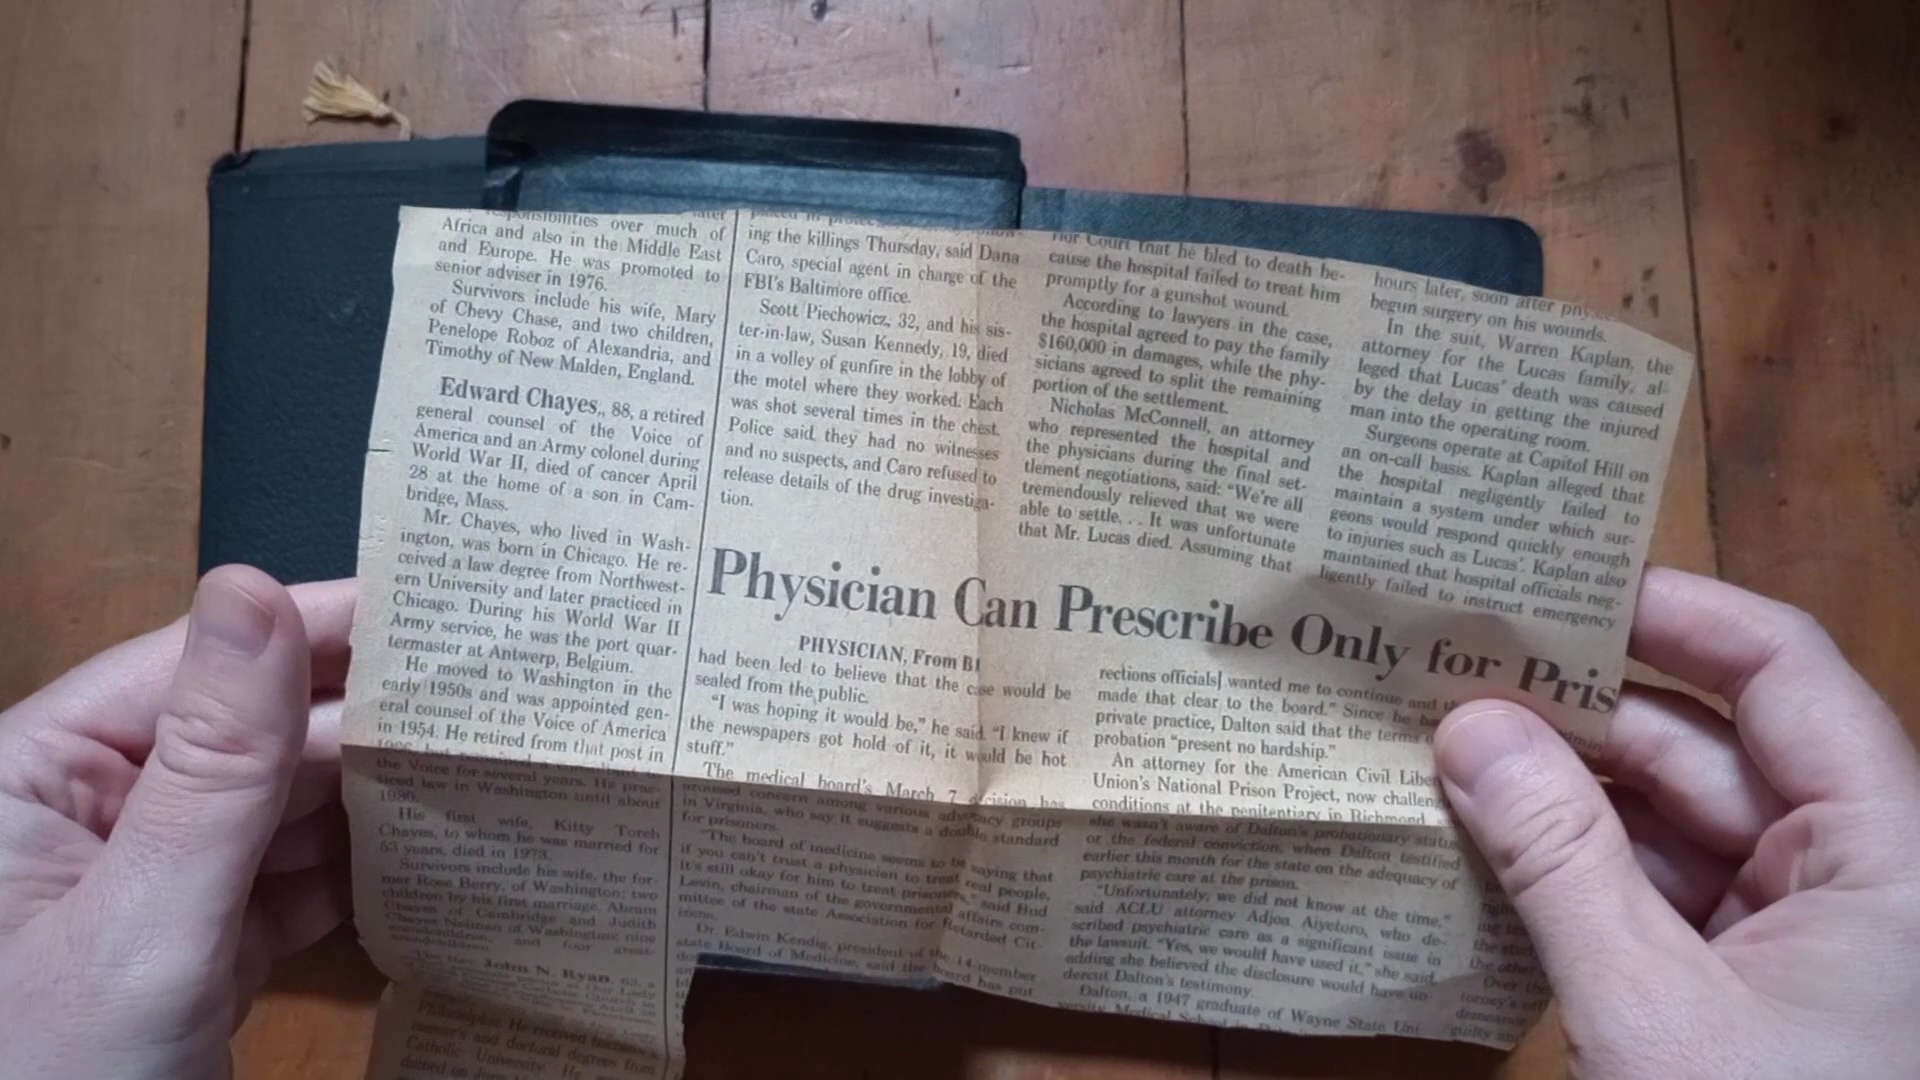 responsibilities over much of
Africa and also in the Middle East
and Europe. He was promoted to
senior adviser in 1976.
Survivors include his wife, Mary
of Chevy Chase, and two children,
Penelope Roboz of Alexandria, and
Timothy of New Malden, England.
Edward Chayes,, 88, a retired
general counsel of the Voice of
America and an Army colonel during
World War II, died of cancer April
28 at the home of a son in Cam-
bridge, Mass.
Mr. Chayes, who lived in Wash-
ington, was born in Chicago. He re-
ceived a law degree from Northwest-
ern University and later practiced in
Chicago. During his World War II
Army service, he was the port quar-
termaster at Antwerp, Belgium.
He moved to Washington in the
early 1950s and was appointed gen-
eral counsel of the Voice of America
in 1954. He retired from that post in
the Voice for several years. He prac-
ticed law in Washington until about
1980.
His first wife, Kitty Torch
Chayes, to whom he was married for
53 years, died in 1973.
Survivors include his wife, the for-
mer Rose Berry, of Washington; two
children by his first marriage, Abram
Chayes of Cambridge and Judith
Chayes Neiman of Washington; nine
grandchildren, and four great-
grandchildren.
The Rev. John N. Ryan, 63, a
Philadelphia. He received
master's and doctoral degrees from
Catholic University. He
ing the killings Thursday, said Dana
Caro, special agent in charge of the
FBI's Baltimore office.
Scott Piechowicz, 32, and his sis-
ter-in-law, Susan Kennedy, 19, died
in a volley of gunfire in the lobby of
the motel where they worked. Each
was shot several times in the chest.
Police said they had no witnesses
and no suspects, and Caro refused to
release details of the drug investiga-
tion.
Court that he bled to death be-
cause the hospital failed to treat him
promptly for a gunshot wound.
According to lawyers in the case,
the hospital agreed to pay the family
$160,000 in damages, while the phy-
sicians agreed to split the remaining
portion of the settlement.
Nicholas McConnell, an attorney
who represented the hospital and
the physicians during the final set-
tlement negotiations, said: "We're all
tremendously relieved that we were
able to settle. . . It was unfortunate
that Mr. Lucas died. Assuming that
hours later, soon after
begun surgery on his wounds.
In the suit, Warren Kaplan, the
attorney for the Lucas family, al-
leged that Lucas' death was caused
by the delay in getting the injured
man into the operating room.
Surgeons operate at Capitol Hill on
an on-call basis. Kaplan alleged that
the hospital negligently failed to
maintain a system under which sur-
geons would respond quickly enough
to injuries such as Lucas'. Kaplan also
maintained that hospital officials neg-
ligently failed to instruct emergency
Physician Can Prescribe Only for Pris
PHYSICIAN, From B1
had been led to believe that the case would be
sealed from the public.
"I was hoping it would be," he said. "I knew if
the newspapers got hold of it, it would be hot
stuff."
The medical board's March 7 decision has
aroused concern among various advocacy groups
in Virginia, who say it suggests a double standard
for prisoners.
"The board of medicine seems to be saying that
if you can't trust a physician to treat real people,
it's still okay for him to treat prisoners," said Bud
Levin, chairman of the governmental affairs com-
mittee of the state Association for Retarded Cit-
izens.
Dr. Edwin Kendig, president of the 14-member
state Board of Medicine, said the board has put
rections officials] wanted me to continue and
made that clear to the board." Since he
private practice, Dalton said that the terms
probation "present no hardship."
An attorney for the American Civil Liber
Union's National Prison Project, now challeng
conditions at the penitentiary in Richmond
she wasn't aware of Dalton's probationary status
or the federal conviction, when Dalton testified
earlier this month for the state on the adequacy of
psychiatric care at the prison.
"Unfortunately, we did not know at the time,"
said ACLU attorney Adjoa Aiyetoro, who de-
scribed psychiatric care as a significant issue in
the lawsuit. "Yes, we would have used it," she said,
adding she believed the disclosure would have un-
dercut Dalton's testimony.
Dalton, a 1947 graduate of Wayne State Uni-
versity Medical School in